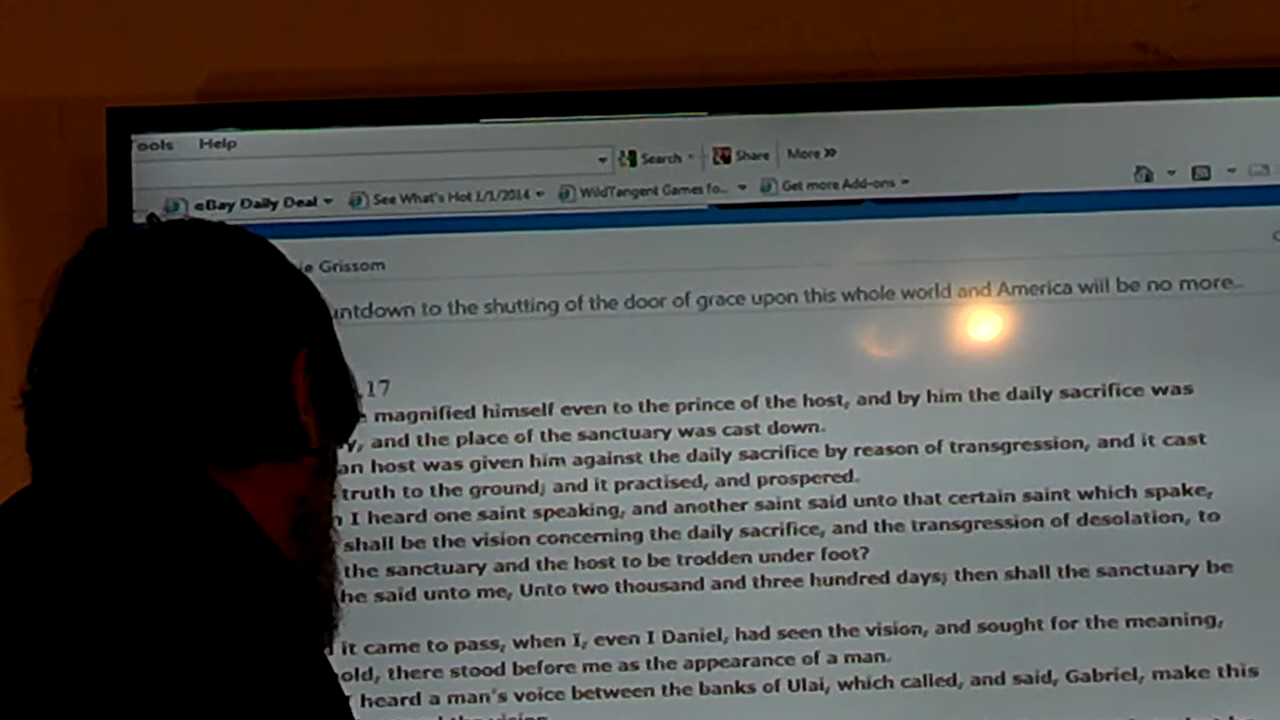 ools Help
Search Share More »
eBay Daily Deal See What's Hot 1/1/2014 WildTangent Games fo... Get more Add-ons
ie Grissom
untdown to the shutting of the door of grace upon this whole world and America will be no more...
17
magnified himself even to the prince of the host, and by him the daily sacrifice was
y, and the place of the sanctuary was cast down.
an host was given him against the daily sacrifice by reason of transgression, and it cast
truth to the ground; and it practised, and prospered.
I heard one saint speaking, and another saint said unto that certain saint which spake,
shall be the vision concerning the daily sacrifice, and the transgression of desolation, to
the sanctuary and the host to be trodden under foot?
he said unto me, Unto two thousand and three hundred days; then shall the sanctuary be
it came to pass, when I, even I Daniel, had seen the vision, and sought for the meaning,
old, there stood before me as the appearance of a man.
heard a man's voice between the banks of Ulai, which called, and said, Gabriel, make this